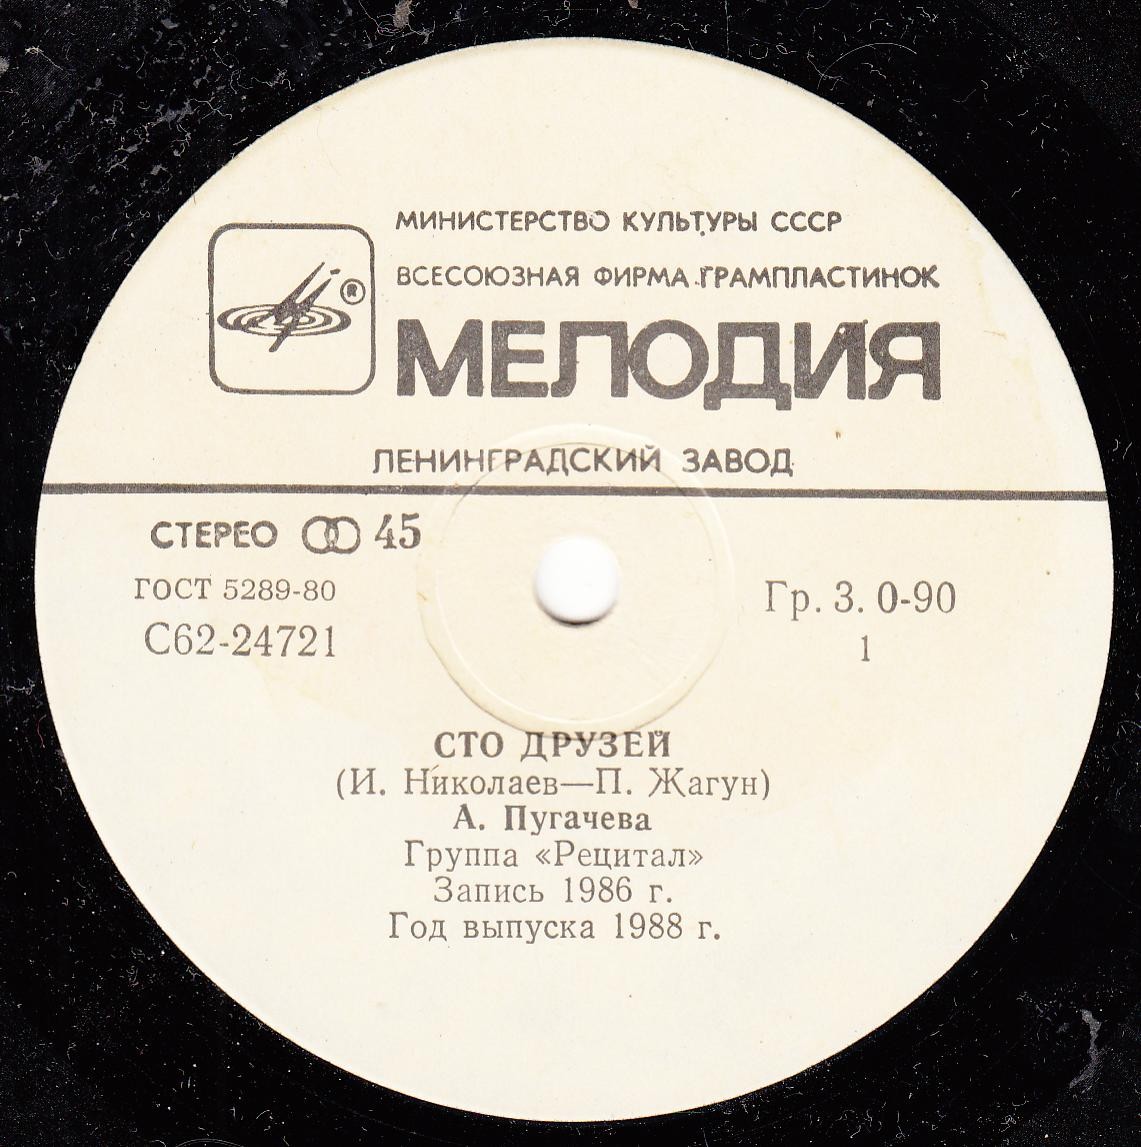 МИНИСТЕРСТВО КУЛЬТУРЫ СССР
ВСЕСОЮЗНАЯ ФИРМА ГРАМПЛАСТИНОК
®
МЕЛОДИЯ
ЛЕНИНГРАДСКИЙ ЗАВОД
СТЕРЕО 45
ГОСТ 5289-80
С62-24721
Гр. 3. 0-90
1
СТО ДРУЗЕЙ
(И. Николаев—П. Жагун)
А. Пугачева
Группа «Рецитал»
Запись 1986 г.
Год выпуска 1988 г.